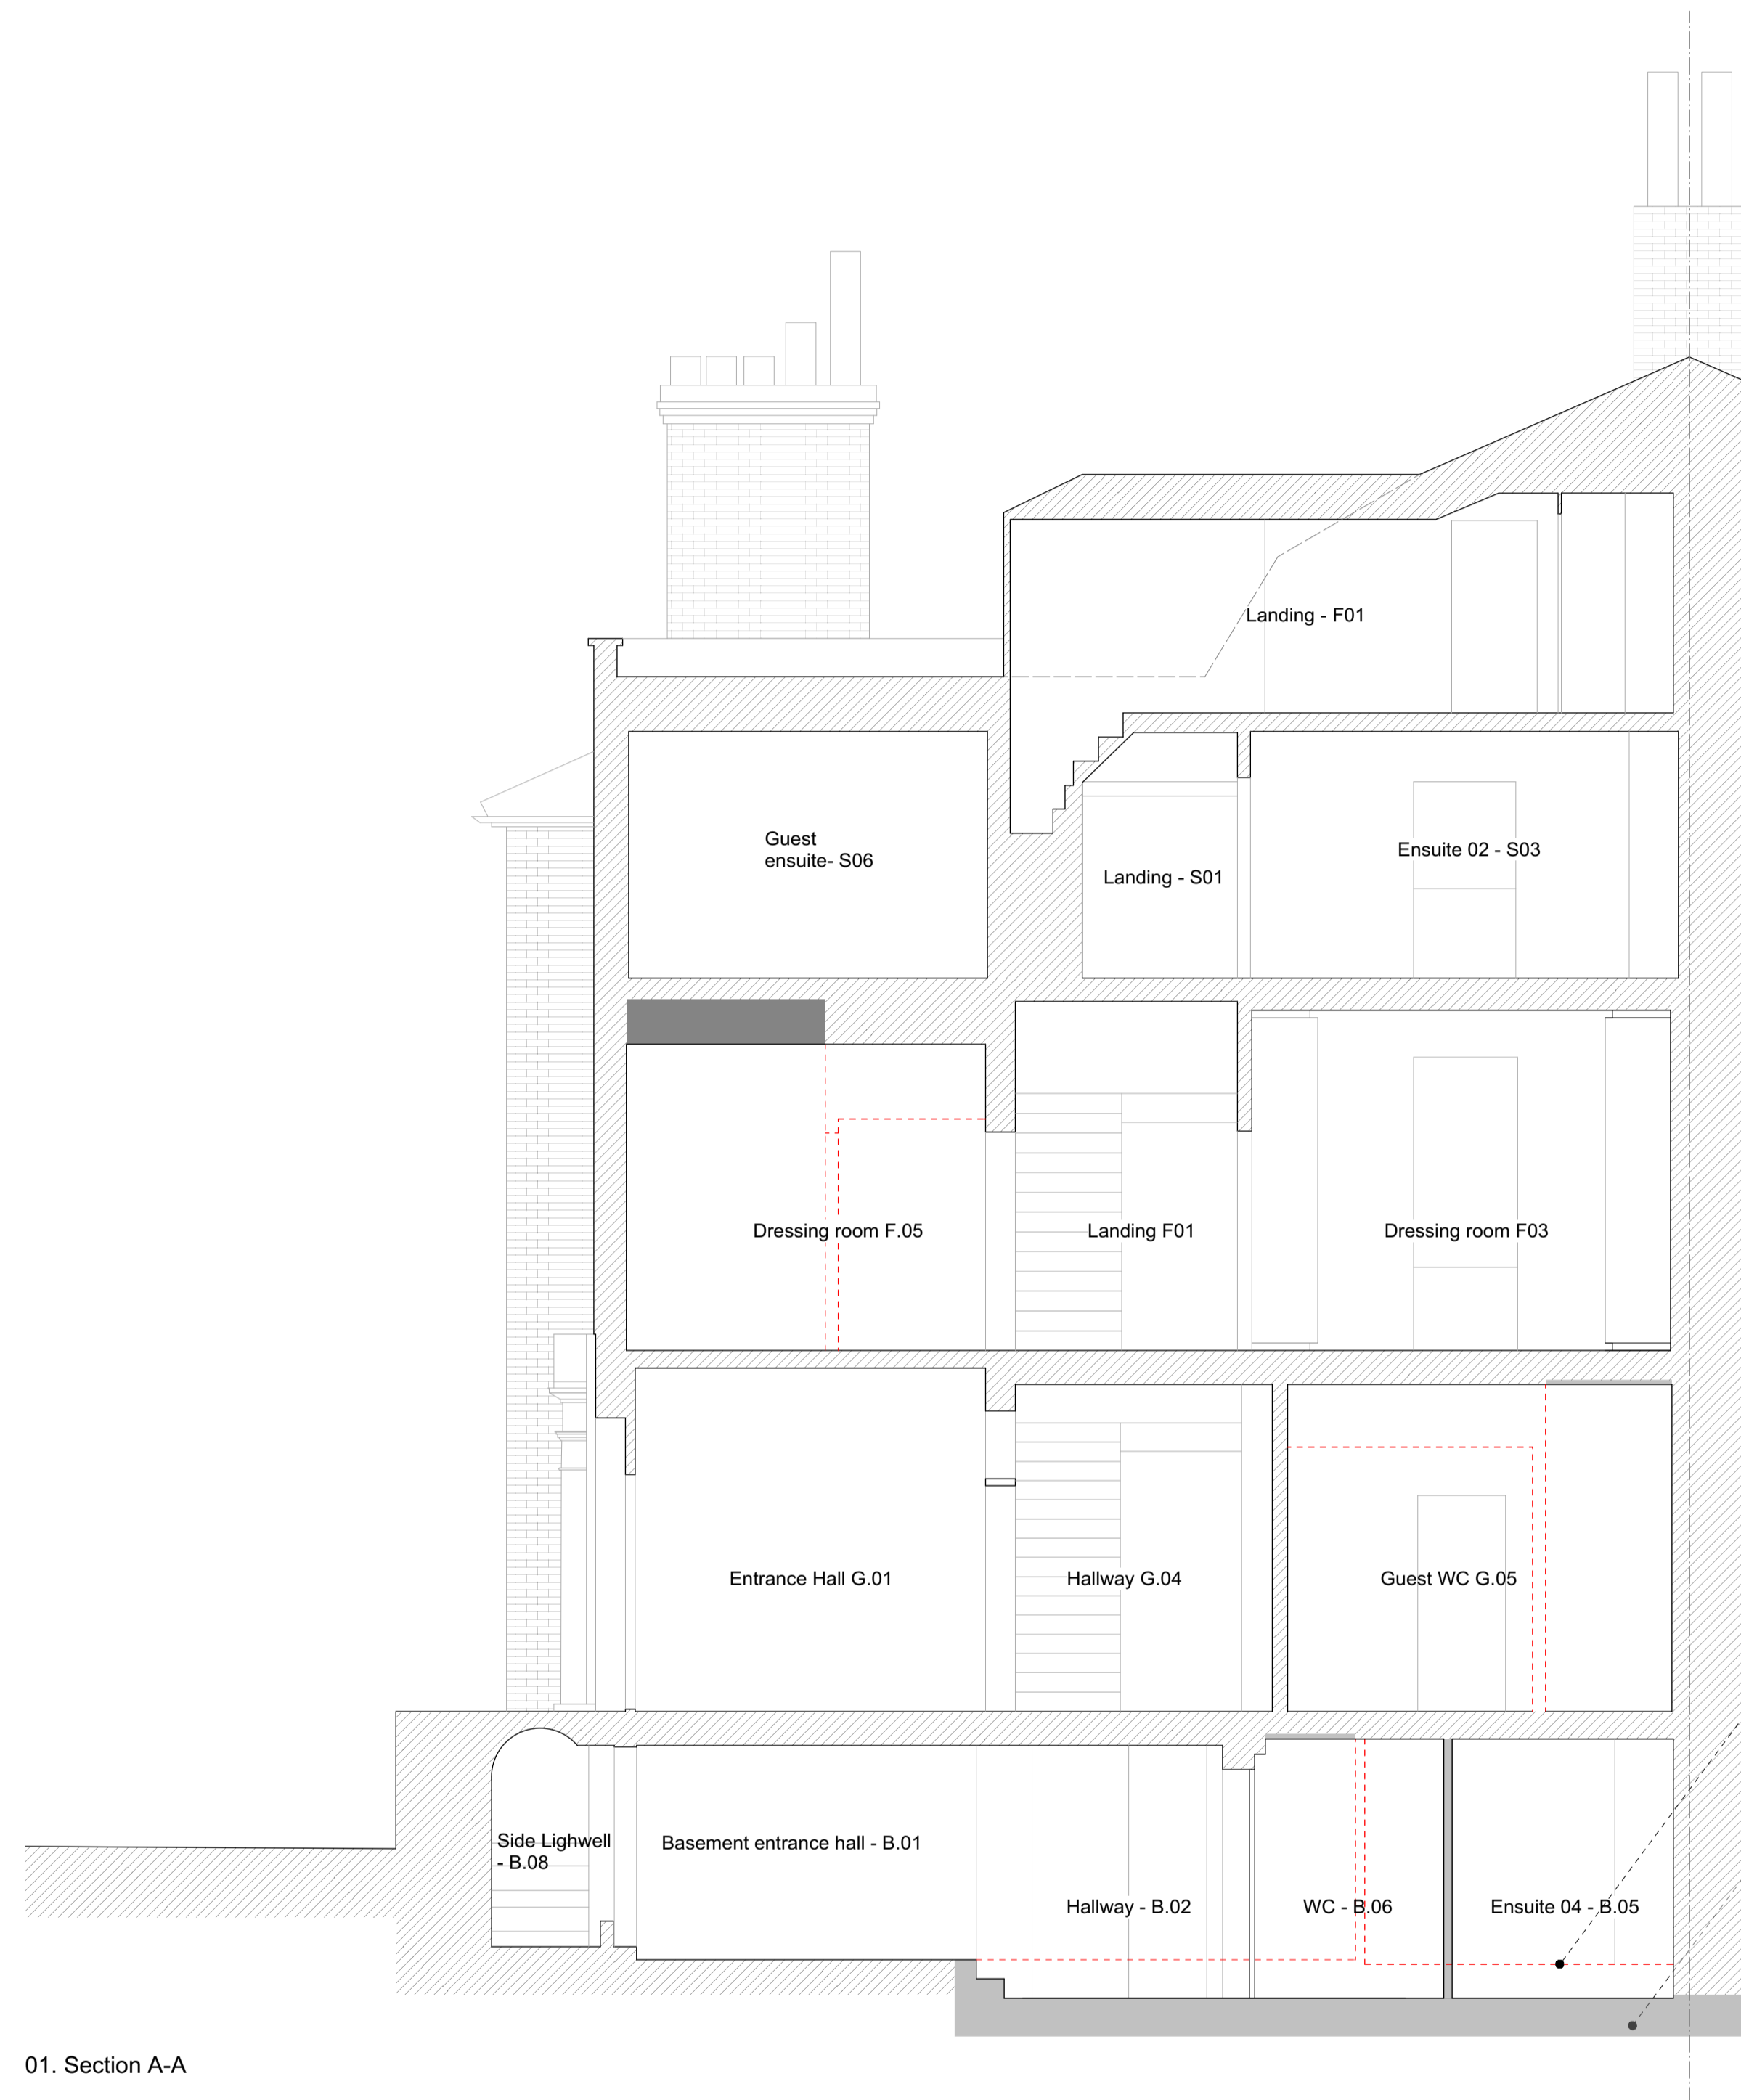 Landing - F01
Guest
ensuite- S06
Landing - S01
Ensuite 02 - S03
Dressing room F.05
Landing F01
Dressing room F03
Entrance Hall G.01
Hallway G.04
Guest WC G.05
Side Lighwell
- B.08
Basement entrance hall - B.01
Hallway - B.02
WC - B.06
Ensuite 04 - B.05
01. Section A-A